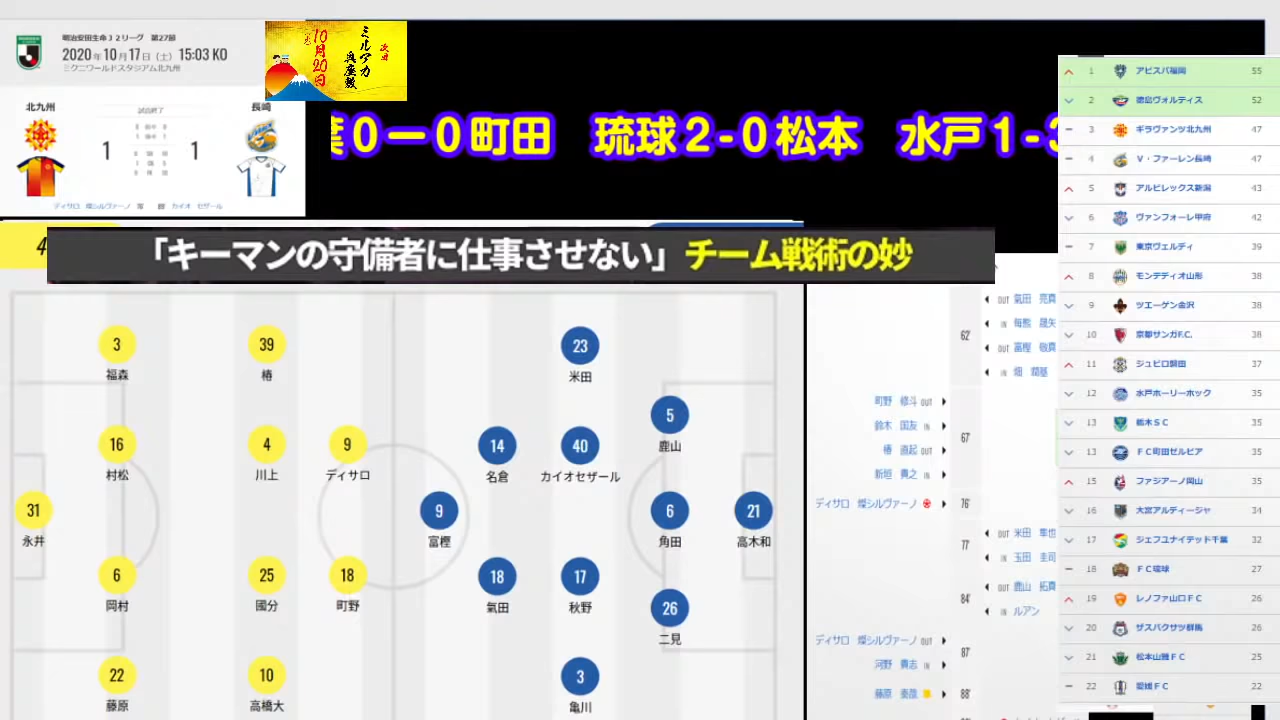 明治安田生命Ｊ２リーグ 第27節
2020年10月17日（土） 15:03 KO
ミクニワールドスタジアム北九州
北九州
長崎
試合終了
1
1
ディサロ 燦シルヴァーノ
カイオ セザール
次回
ミルアカ
10月20日
葉０－０町田 琉球２-０松本 水戸１-３
4
「キーマンの守備者に仕事させない」チーム戦術の妙
3
福森
39
椿
23
米田
5
鹿山
16
村松
4
川上
9
ディサロ
14
名倉
40
カイオセザール
31
永井
9
富樫
6
角田
21
高木和
6
岡村
25
國分
18
町野
18
氣田
17
秋野
26
二見
22
藤原
10
高橋大
3
亀川
62'
OUT 氣田 亮真
IN 毎熊 晟矢
OUT 富樫 敬真
IN 畑 潤基
67'
町野 修斗 OUT
鈴木 国友 IN
椿 直起 OUT
新垣 貴之 IN
ディサロ 燦シルヴァーノ 76'
77'
OUT 米田 隼也
IN 玉田 圭司
84'
OUT 鹿山 拓真
IN ルアン
87'
ディサロ 燦シルヴァーノ OUT
河野 貴志 IN
藤原 奏哉 88'
1 アビスパ福岡 55
2 徳島ヴォルティス 52
3 ギラヴァンツ北九州 47
4 Ｖ・ファーレン長崎 47
5 アルビレックス新潟 43
6 ヴァンフォーレ甲府 42
7 東京ヴェルディ 39
8 モンテディオ山形 38
9 ツエーゲン金沢 38
10 京都サンガF.C. 38
11 ジュビロ磐田 37
12 水戸ホーリーホック 35
13 栃木ＳＣ 35
13 ＦＣ町田ゼルビア 35
15 ファジアーノ岡山 35
16 大宮アルディージャ 34
17 ジェフユナイテッド千葉 32
18 ＦＣ琉球 27
19 レノファ山口ＦＣ 26
20 ザスパクサツ群馬 26
21 松本山雅ＦＣ 25
22 愛媛ＦＣ 22